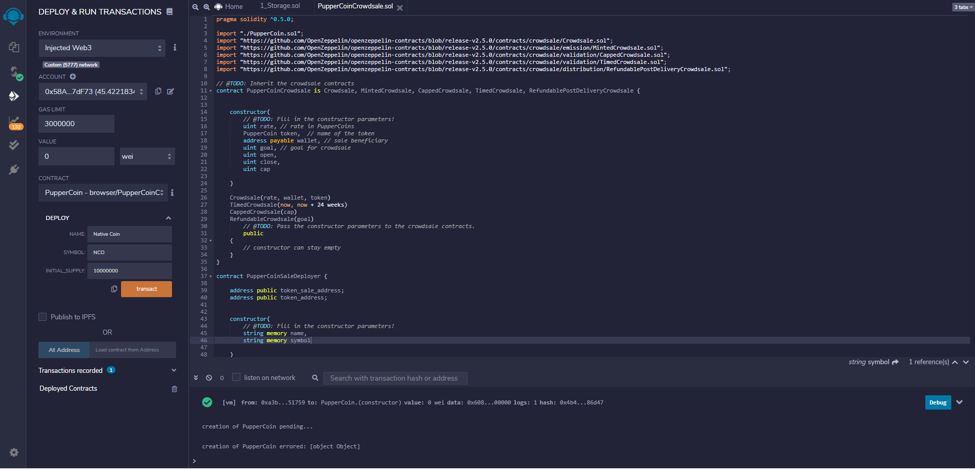 DEPLOY & RUN TRANSACTIONS
ENVIRONMENT
Injected Web3
Custom (5777) network
ACCOUNT
0x58A...7dF73 (45.4221834
GAS LIMIT
3000000
VALUE
0 wei
CONTRACT
PupperCoin - browser/PupperCoinC
DEPLOY
NAME: Native Coin
SYMBOL: NCO
INITIAL_SUPPLY: 10000000
transact
Publish to IPFS
OR
At Address Load contract from Address
Transactions recorded 1
Deployed Contracts
132
Home 1_Storage.sol PupperCoinCrowdsale.sol 3 tabs
1 pragma solidity ^0.5.0;
2
3 import "./PupperCoin.sol";
4 import "https://github.com/OpenZeppelin/openzeppelin-contracts/blob/release-v2.5.0/contracts/crowdsale/Crowdsale.sol";
5 import "https://github.com/OpenZeppelin/openzeppelin-contracts/blob/release-v2.5.0/contracts/crowdsale/emission/MintedCrowdsale.sol";
6 import "https://github.com/OpenZeppelin/openzeppelin-contracts/blob/release-v2.5.0/contracts/crowdsale/validation/CappedCrowdsale.sol";
7 import "https://github.com/OpenZeppelin/openzeppelin-contracts/blob/release-v2.5.0/contracts/crowdsale/validation/TimedCrowdsale.sol";
8 import "https://github.com/OpenZeppelin/openzeppelin-contracts/blob/release-v2.5.0/contracts/crowdsale/distribution/RefundablePostDeliveryCrowdsale.sol";
9
10 // @TODO: Inherit the crowdsale contracts
11 contract PupperCoinCrowdsale is Crowdsale, MintedCrowdsale, CappedCrowdsale, TimedCrowdsale, RefundablePostDeliveryCrowdsale {
12
13
14 constructor(
15 // @TODO: Fill in the constructor parameters!
16 uint rate, // rate in PupperCoins
17 PupperCoin token, // name of the token
18 address payable wallet, // sale beneficiary
19 uint goal, // goal for crowdsale
20 uint open,
21 uint close,
22 uint cap
23
24 )
25
26 Crowdsale(rate, wallet, token)
27 TimedCrowdsale(now, now + 24 weeks)
28 CappedCrowdsale(cap)
29 RefundableCrowdsale(goal)
30 // @TODO: Pass the constructor parameters to the crowdsale contracts.
31 public
32 {
33 // constructor can stay empty
34 }
35 }
36
37 contract PupperCoinSaleDeployer {
38
39 address public token_sale_address;
40 address public token_address;
41
42
43 constructor(
44 // @TODO: Fill in the constructor parameters!
45 string memory name,
46 string memory symbol
47
48 )
string symbol 1 reference(s)
0 listen on network Search with transaction hash or address
[vm] from: 0xa3b...51759 to: PupperCoin.(constructor) value: 0 wei data: 0x608...00000 logs: 1 hash: 0x4b4...86d47 Debug
creation of PupperCoin pending...
creation of PupperCoin errored: [object Object]
>